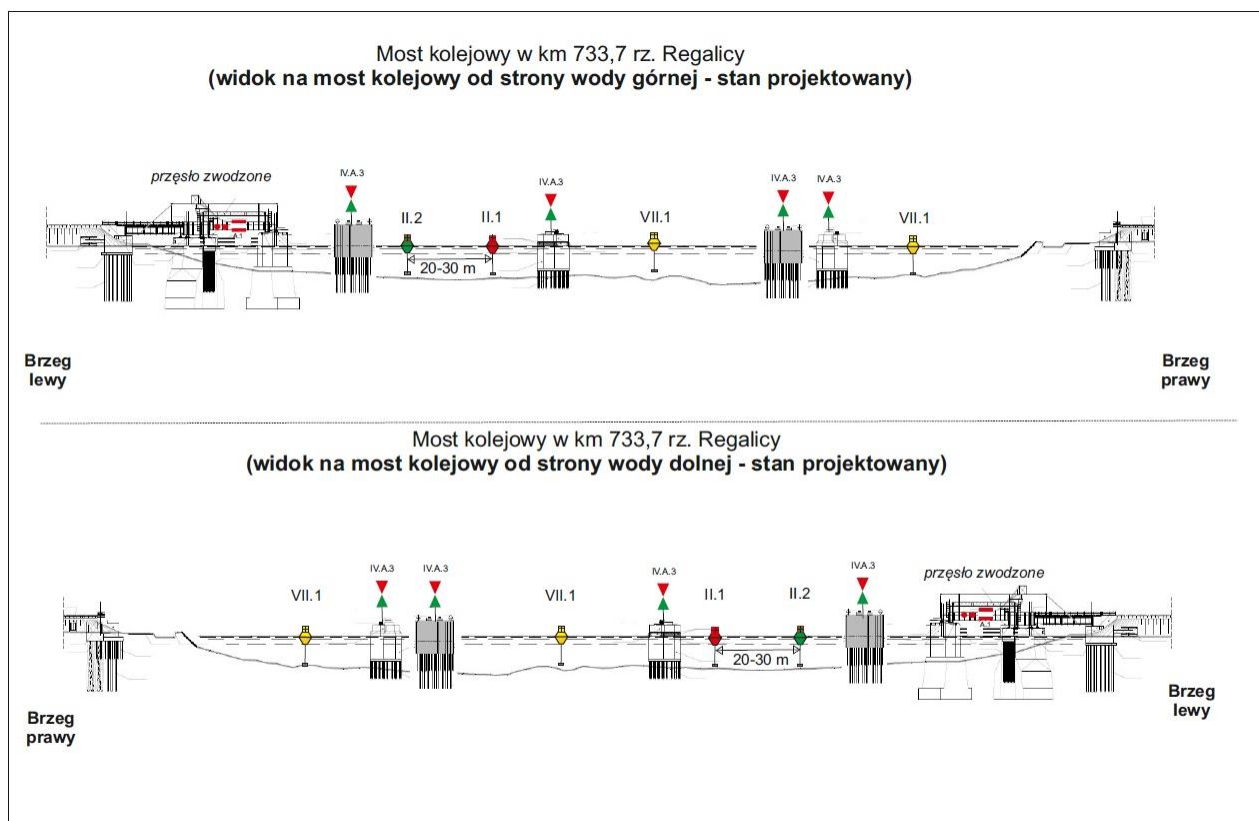 Most kolejowy w km 733,7 rz. Regalicy
(widok na most kolejowy od strony wody górnej - stan projektowany)
przęsło zwodzone
IV.A.3
IV.A.3
IV.A.3
IV.A.3
II.2
II.1
VII.1
VII.1
A.1
20-30 m
Brzeg
lewy
Brzeg
prawy
Most kolejowy w km 733,7 rz. Regalicy
(widok na most kolejowy od strony wody dolnej - stan projektowany)
IV.A.3
IV.A.3
IV.A.3
IV.A.3
przęsło zwodzone
VII.1
VII.1
II.1
II.2
A.1
20-30 m
Brzeg
prawy
Brzeg
lewy